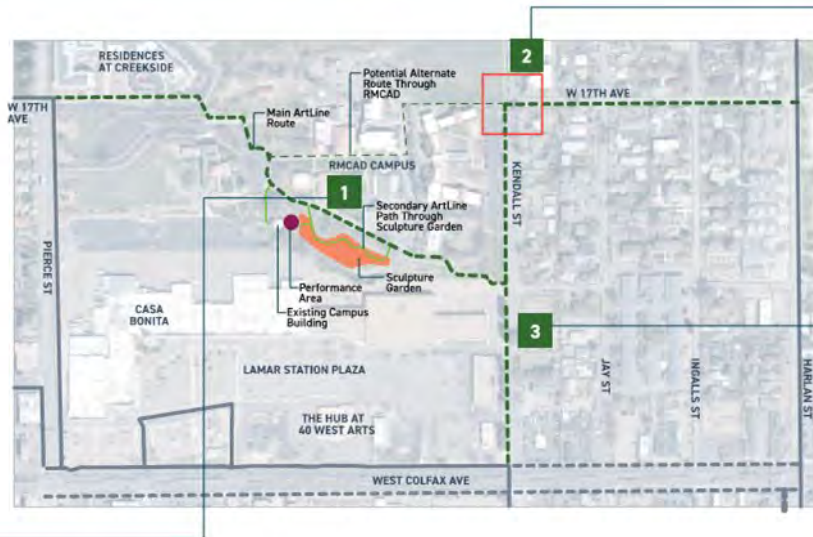 RESIDENCES
AT CREEKSIDE
Potential Alternate
Route Through
RMCAD
2
W 17TH
AVE
Main ArtLine
Route
W 17TH AVE
RMCAD CAMPUS
KENDALL ST
1
Secondary ArtLine
Path Through
Sculpture Garden
PIERCE ST
Sculpture
Garden
Performance
Area
Existing Campus
Building
CASA
BONITA
3
LAMAR STATION PLAZA
JAY ST
INGALLS ST
HARLAN ST
THE HUB AT
40 WEST ARTS
WEST COLFAX AVE